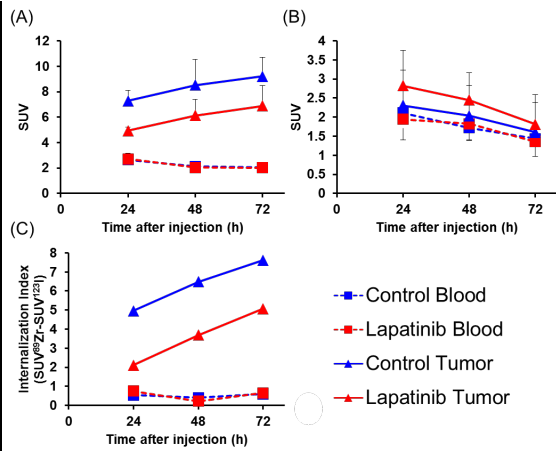 (A)
12
10
8
6
4
2
0
SUV
0 24 48 72
Time after injection (h)
(B)
4
3.5
3
2.5
2
1.5
1
0.5
0
SUV
0 24 48 72
Time after injection (h)
(C)
8
7
6
5
4
3
2
1
0
Internalization Index
(SUV⁸⁹Zr-SUV¹²³I)
0 24 48 72
Time after injection (h)
Control Blood
Lapatinib Blood
Control Tumor
Lapatinib Tumor